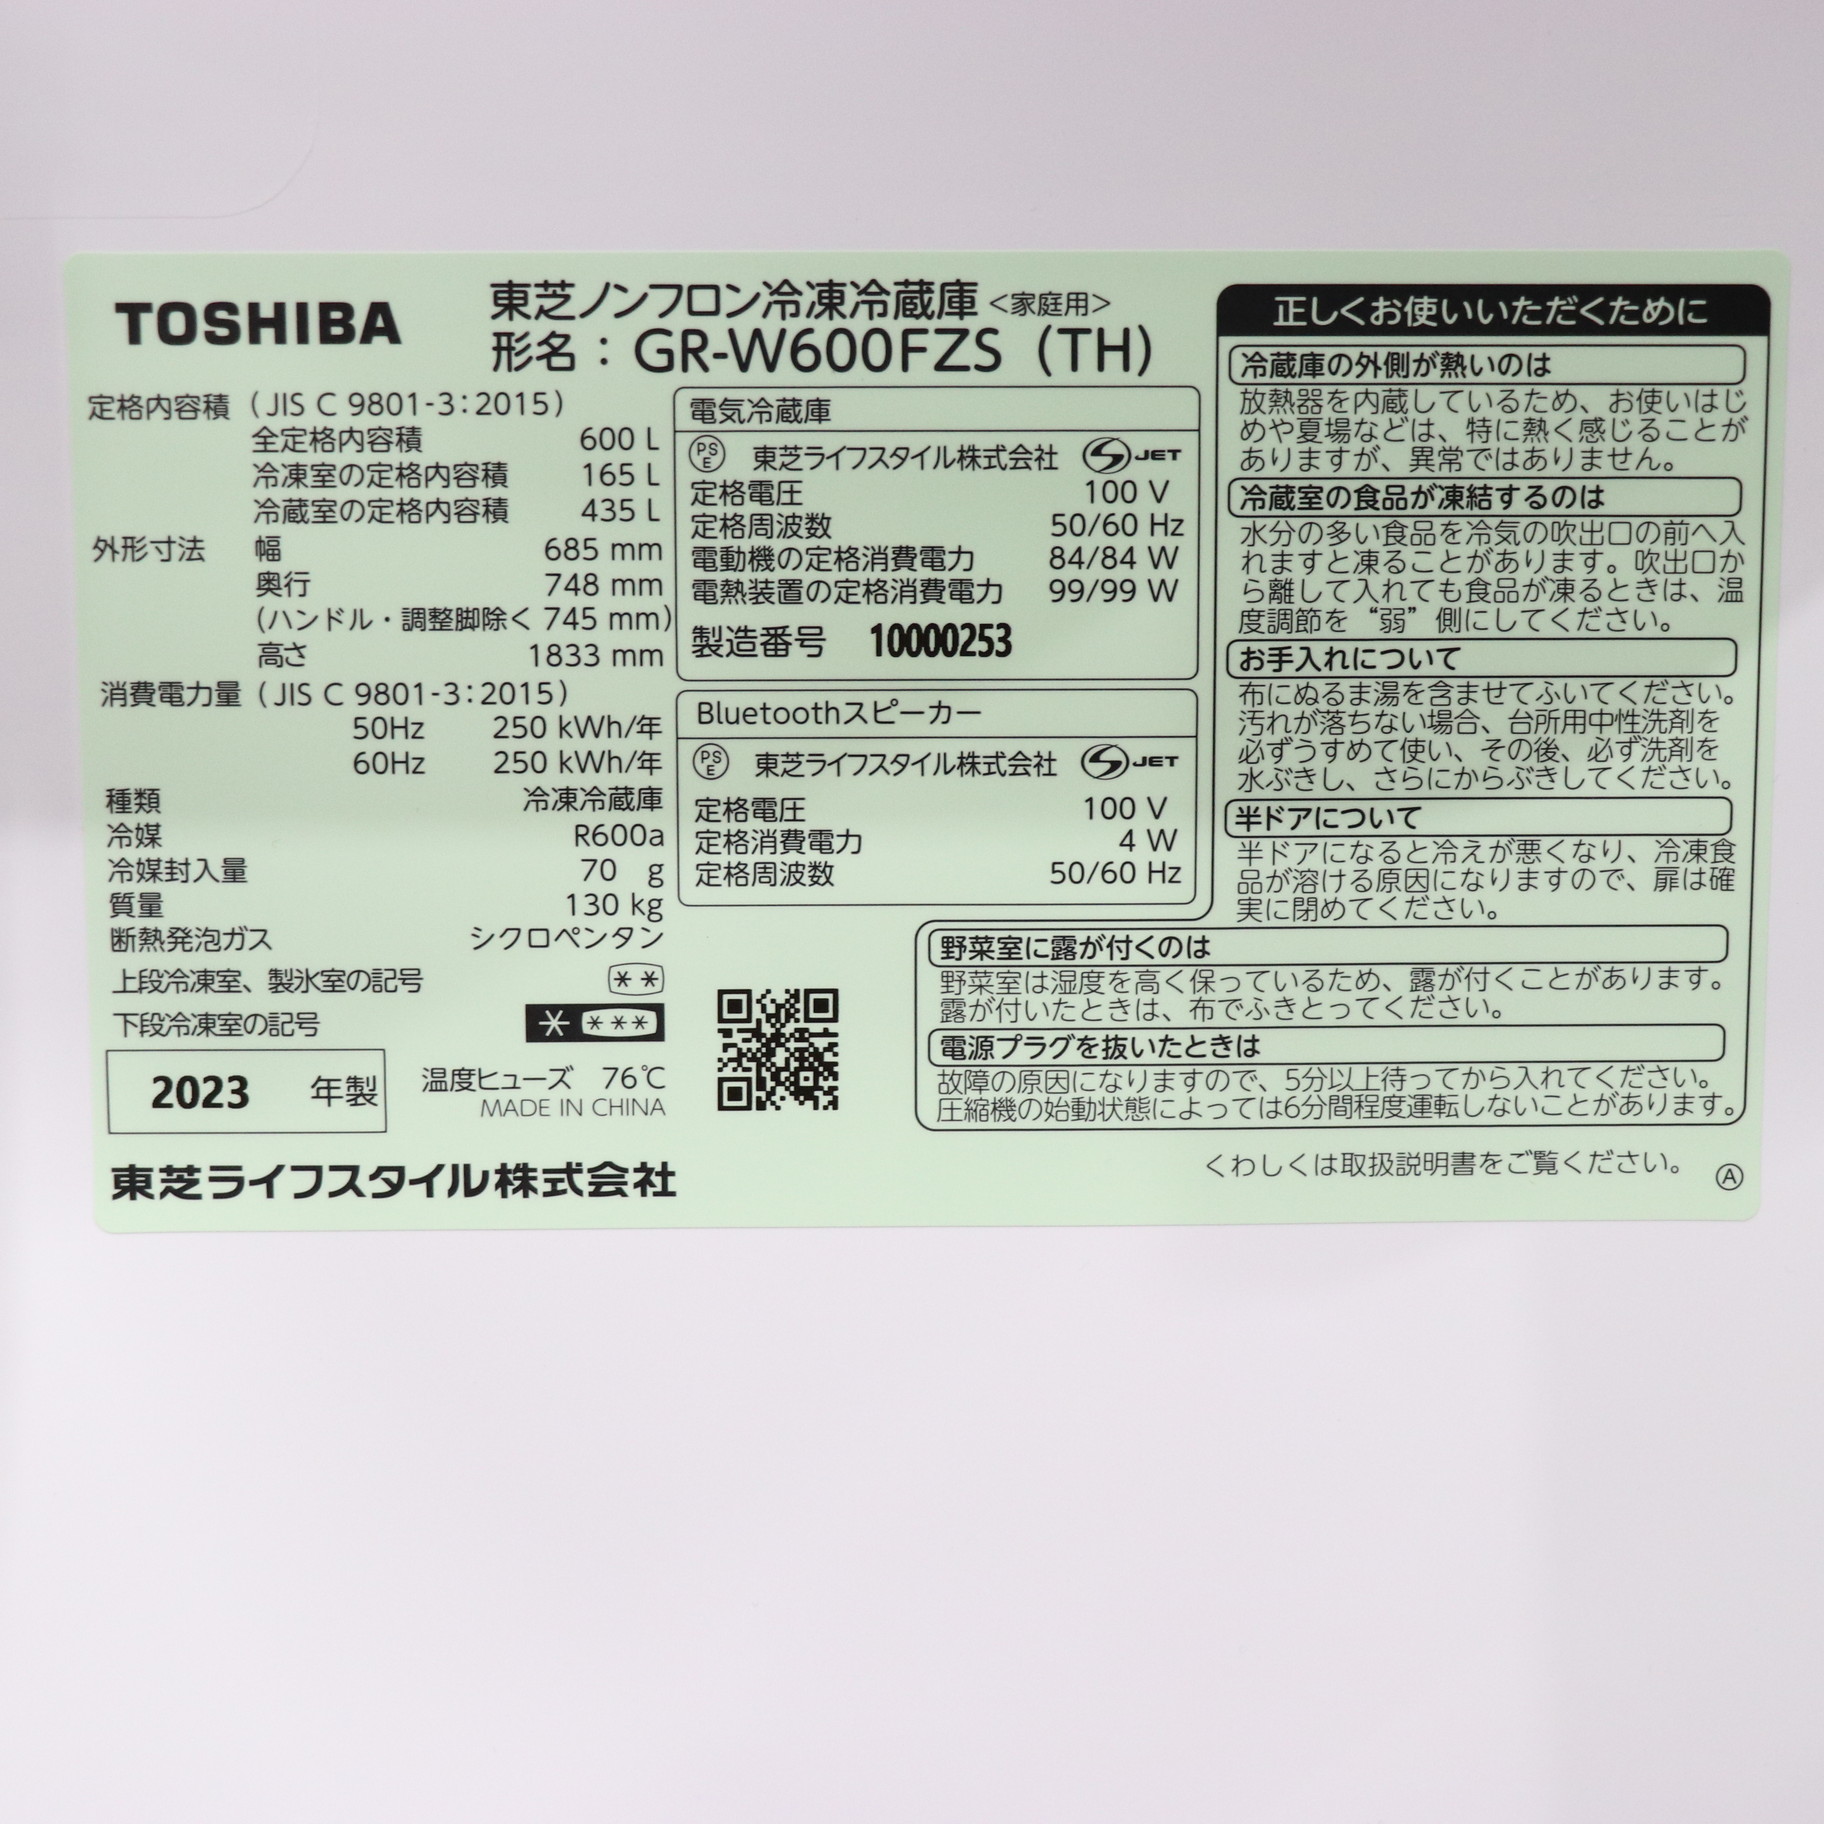 TOSHIBA
東芝ノンフロン冷凍冷蔵庫<家庭用>
形名：GR-W600FZS (TH)
定格内容積 (JIS C 9801-3:2015)
全定格内容積 600 L
冷凍室の定格内容積 165 L
冷蔵室の定格内容積 435 L
外形寸法 幅 685 mm
奥行 748 mm
(ハンドル・調整脚除く 745 mm)
高さ 1833 mm
消費電力量 (JIS C 9801-3:2015)
50Hz 250 kWh/年
60Hz 250 kWh/年
種類 冷凍冷蔵庫
冷媒 R600a
冷媒封入量 70 g
質量 130 kg
断熱発泡ガス シクロペンタン
上段冷凍室、製氷室の記号 **
下段冷凍室の記号 * ***
2023 年製
温度ヒューズ 76℃
MADE IN CHINA
東芝ライフスタイル株式会社
電気冷蔵庫
PSE 東芝ライフスタイル株式会社 S JET
定格電圧 100 V
定格周波数 50/60 Hz
電動機の定格消費電力 84/84 W
電熱装置の定格消費電力 99/99 W
製造番号 10000253
Bluetoothスピーカー
PSE 東芝ライフスタイル株式会社 S JET
定格電圧 100 V
定格消費電力 4 W
定格周波数 50/60 Hz
正しくお使いいただくために
冷蔵庫の外側が熱いのは
放熱器を内蔵しているため、お使いはじ
めや夏場などは、特に熱く感じることが
ありますが、異常ではありません。
冷蔵室の食品が凍結するのは
水分の多い食品を冷気の吹出口の前へ入
れますと凍ることがあります。吹出口か
ら離して入れても食品が凍るときは、温
度調節を“弱”側にしてください。
お手入れについて
布にぬるま湯を含ませてふいてください。
汚れが落ちない場合、台所用中性洗剤を
必ずうすめて使い、その後、必ず洗剤を
水ぶきし、さらにからぶきしてください。
半ドアについて
半ドアになると冷えが悪くなり、冷凍食
品が溶ける原因になりますので、扉は確
実に閉めてください。
野菜室に露が付くのは
野菜室は湿度を高く保っているため、露が付くことがあります。
露が付いたときは、布でふきとってください。
電源プラグを抜いたときは
故障の原因になりますので、5分以上待ってから入れてください。
圧縮機の始動状態によっては6分間程度運転しないことがあります。
くわしくは取扱説明書をご覧ください。 Ⓐ